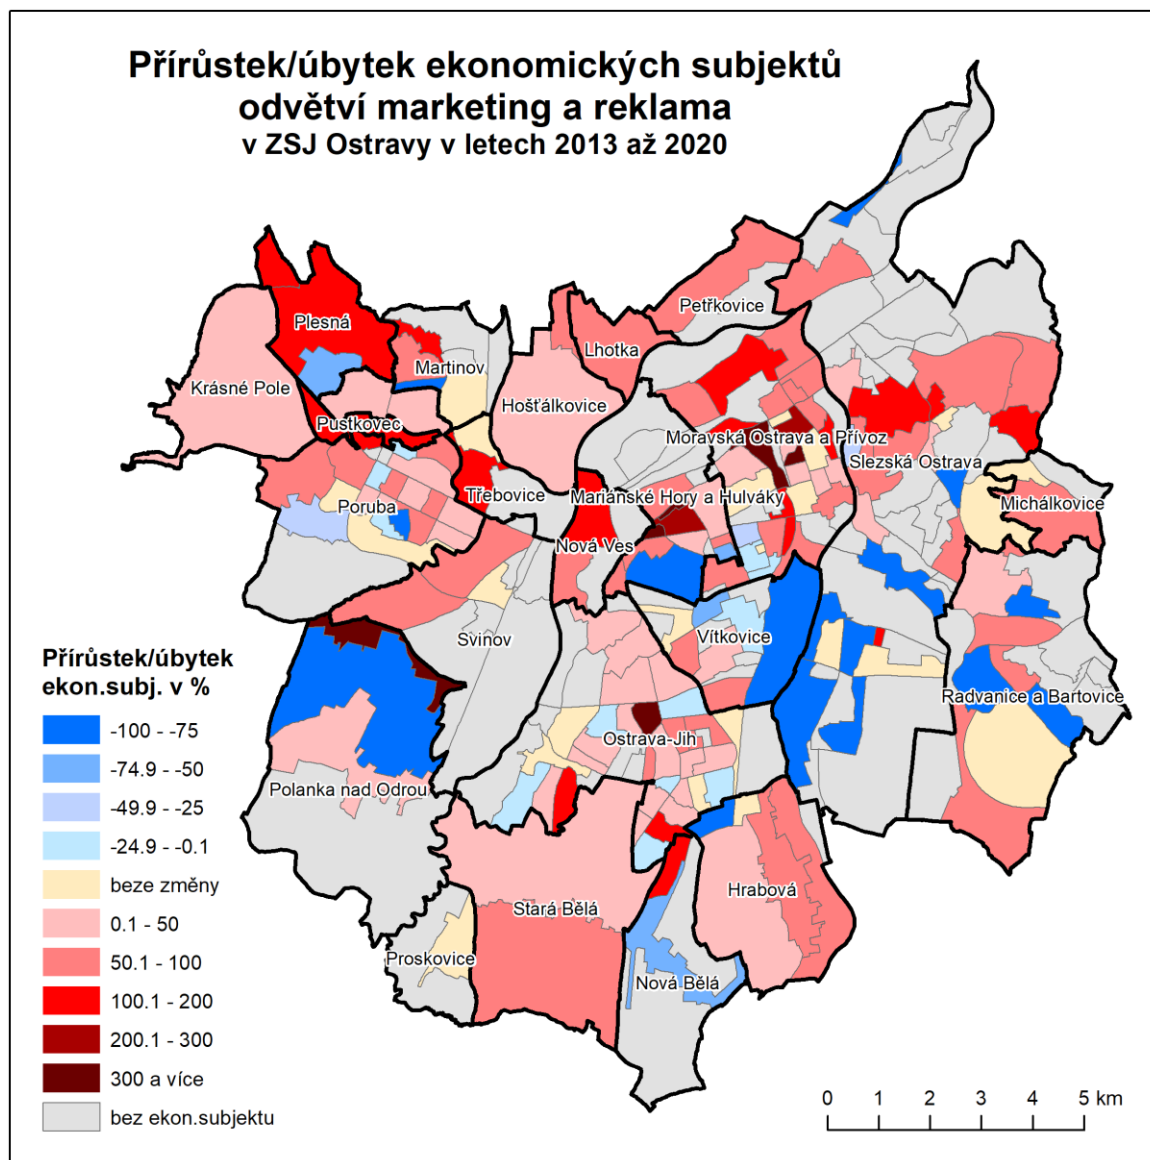 Přírůstek/úbytek ekonomických subjektů
odvětví marketing a reklama
v ZSJ Ostravy v letech 2013 až 2020
Petřkovice
Plesná
Lhotka
Martinov
Krásné Pole
Hošťálkovice
Pustkovec
Moravská Ostrava a Přívoz
Slezská Ostrava
Třebovice
Mariánské Hory a Hulváky
Poruba
Michálkovice
Nová Ves
Svinov
Vítkovice
Radvanice a Bartovice
Ostrava-Jih
Polanka nad Odrou
Hrabová
Stará Bělá
Proskovice
Nová Bělá
Přírůstek/úbytek
ekon.subj. v %
-100 - -75
-74.9 - -50
-49.9 - -25
-24.9 - -0.1
beze změny
0.1 - 50
50.1 - 100
100.1 - 200
200.1 - 300
300 a více
bez ekon.subjektu
0 1 2 3 4 5 km